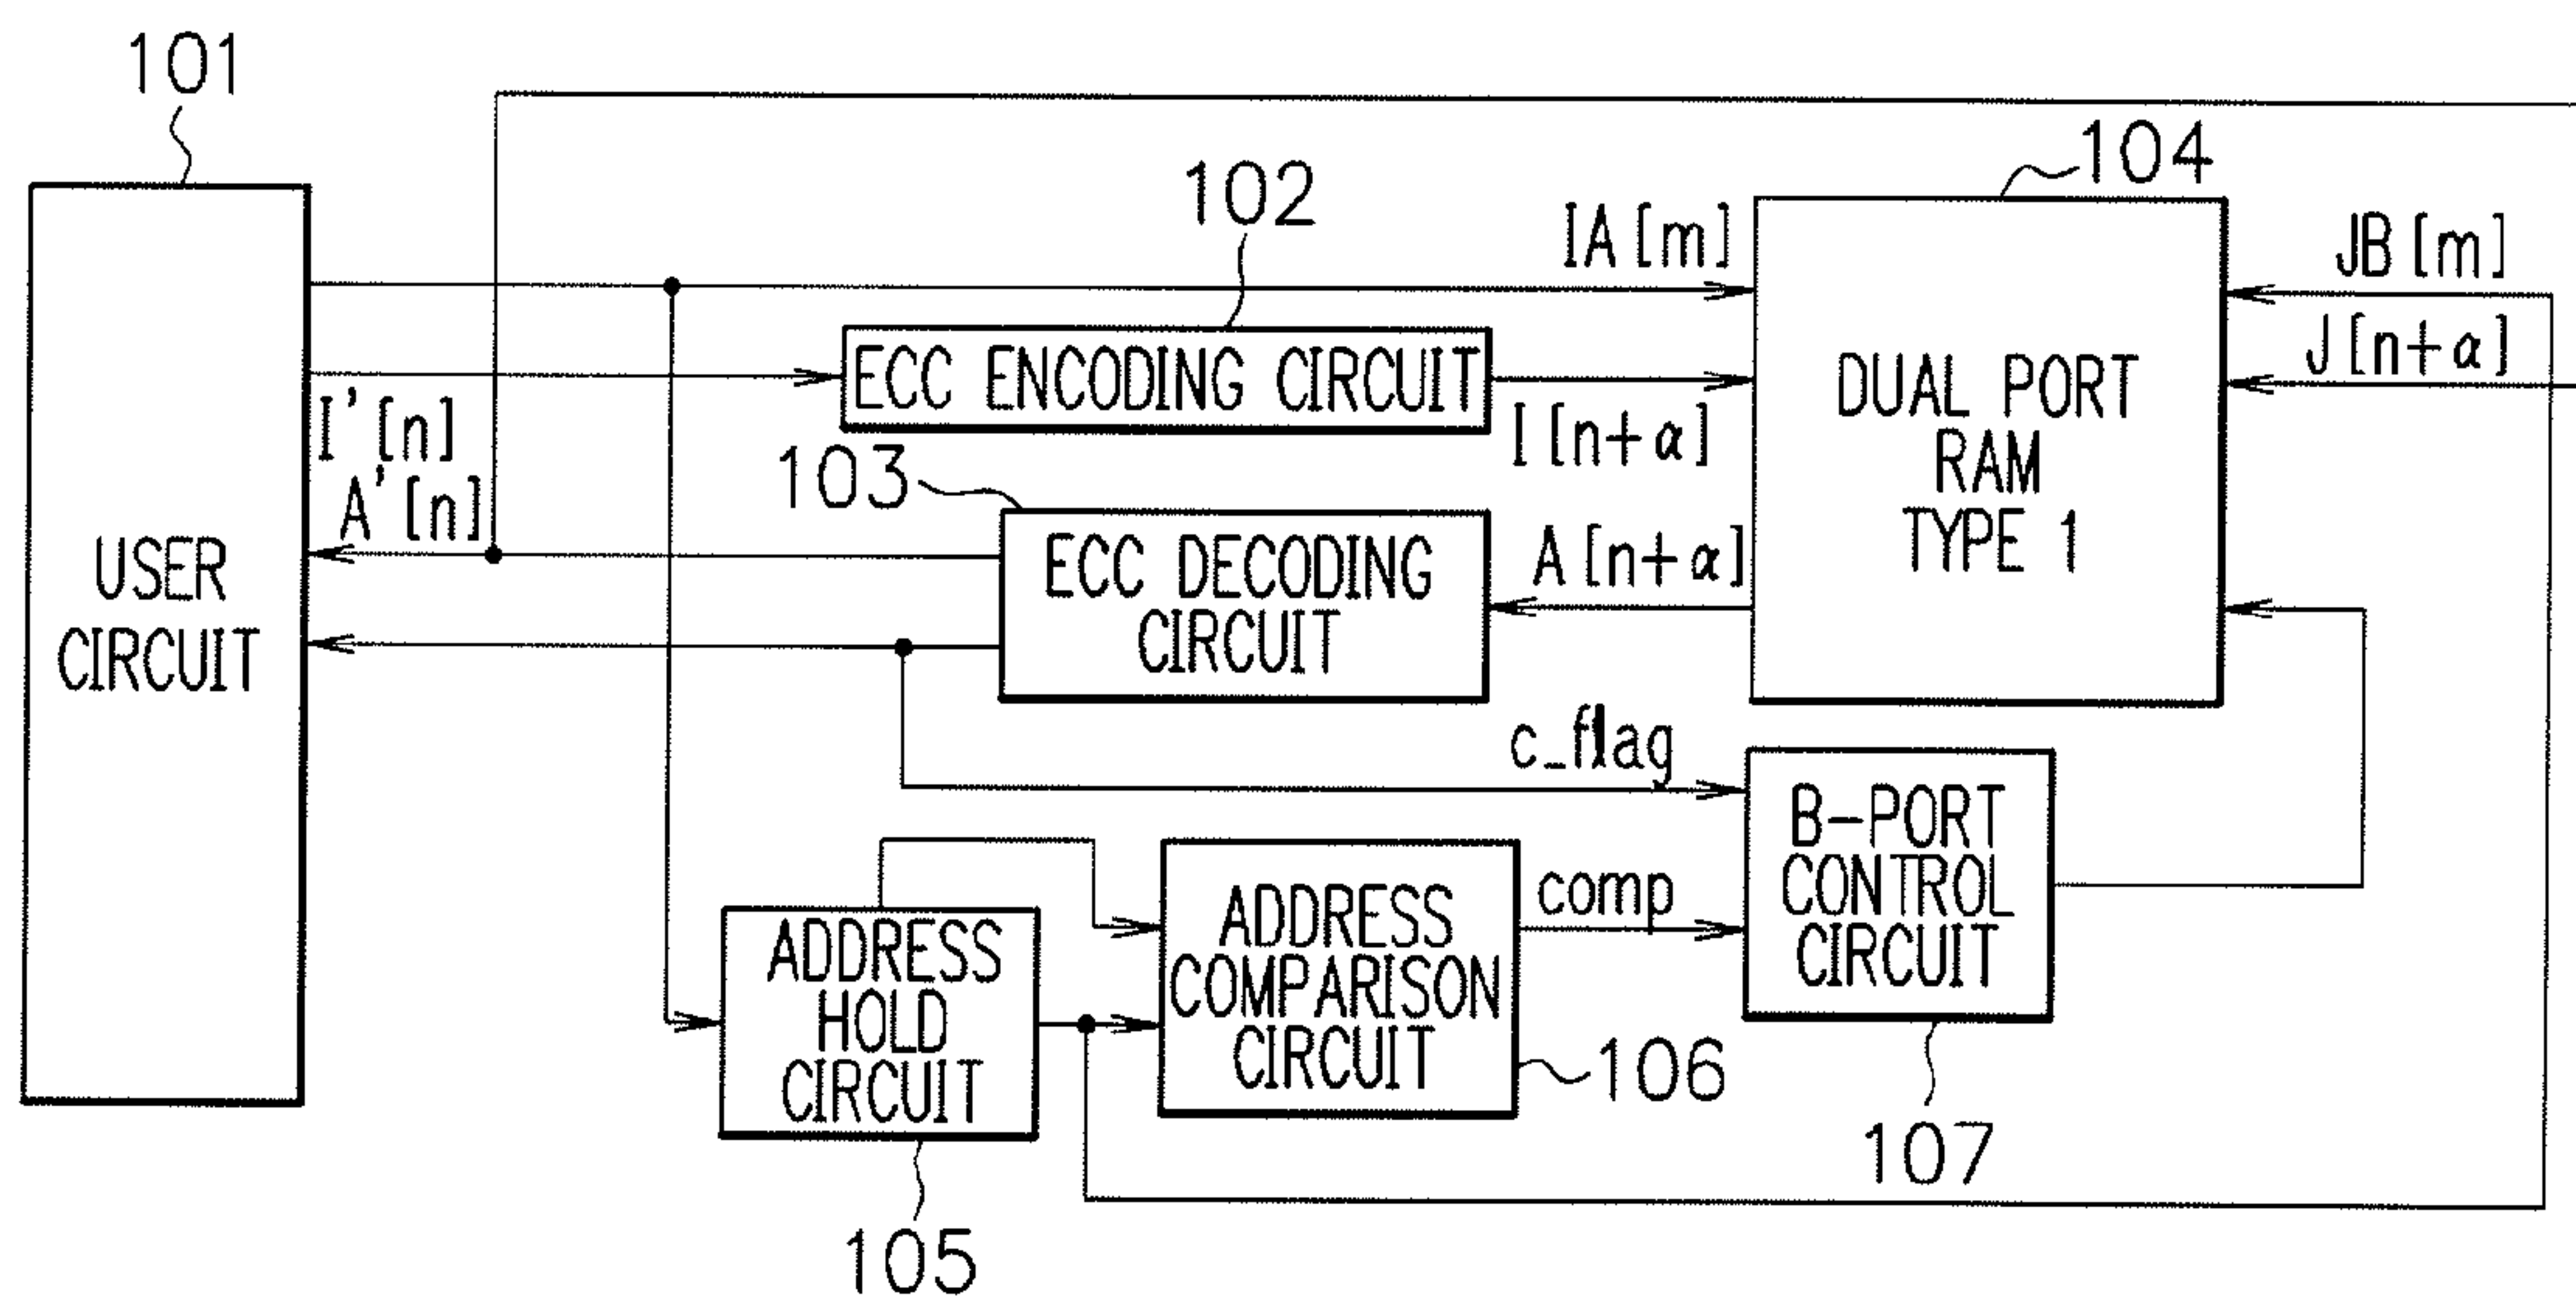 101
102
104
IA [m]
JB [m]
J [n+α]
ECC ENCODING CIRCUIT
DUAL PORT
RAM
TYPE 1
I' [n]
I [n+α]
A' [n]
103
ECC DECODING
CIRCUIT
A [n+α]
USER
CIRCUIT
c_flag
B-PORT
CONTROL
CIRCUIT
comp
ADDRESS
COMPARISON
CIRCUIT
ADDRESS
HOLD
CIRCUIT
106
107
105